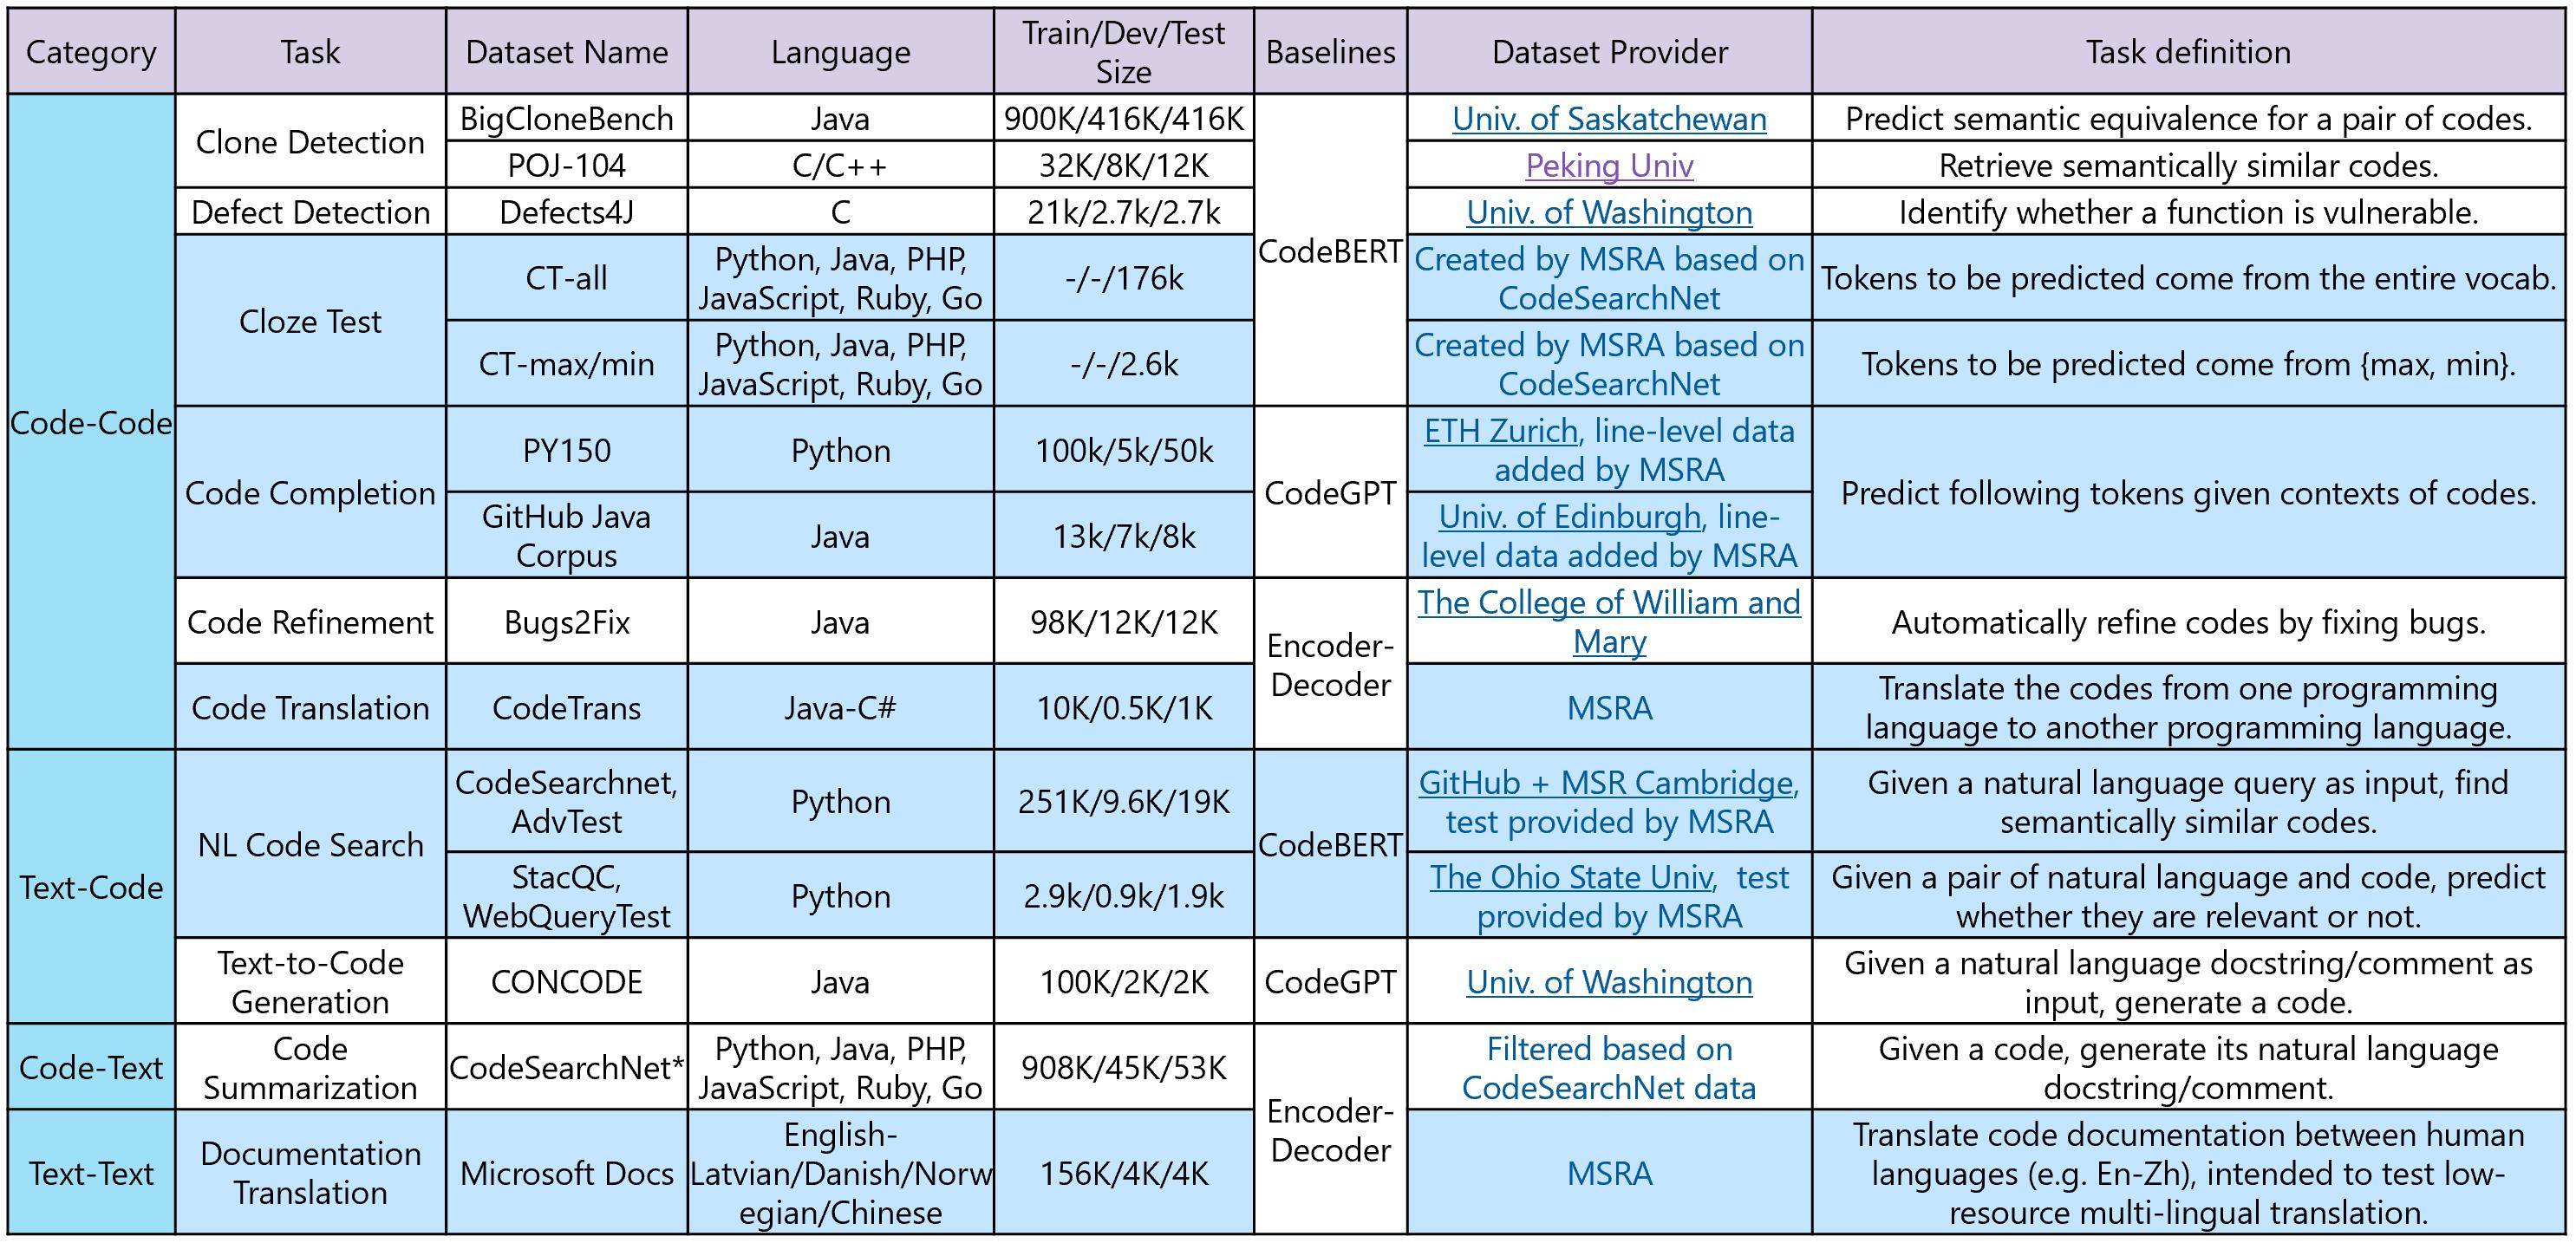 Category
Task
Dataset Name
Language
Train/Dev/Test
Size
Baselines
Dataset Provider
Task definition
Code-Code
Clone Detection
BigCloneBench
Java
900K/416K/416K
CodeBERT
Univ. of Saskatchewan
Predict semantic equivalence for a pair of codes.
POJ-104
C/C++
32K/8K/12K
Peking Univ
Retrieve semantically similar codes.
Defect Detection
Defects4J
C
21k/2.7k/2.7k
Univ. of Washington
Identify whether a function is vulnerable.
Cloze Test
CT-all
Python, Java, PHP,
JavaScript, Ruby, Go
-/-/176k
Created by MSRA based on
CodeSearchNet
Tokens to be predicted come from the entire vocab.
CT-max/min
Python, Java, PHP,
JavaScript, Ruby, Go
-/-/2.6k
Created by MSRA based on
CodeSearchNet
Tokens to be predicted come from {max, min}.
Code Completion
PY150
Python
100k/5k/50k
CodeGPT
ETH Zurich, line-level data
added by MSRA
Predict following tokens given contexts of codes.
GitHub Java
Corpus
Java
13k/7k/8k
Univ. of Edinburgh, line-
level data added by MSRA
Code Refinement
Bugs2Fix
Java
98K/12K/12K
Encoder-
Decoder
The College of William and
Mary
Automatically refine codes by fixing bugs.
Code Translation
CodeTrans
Java-C#
10K/0.5K/1K
MSRA
Translate the codes from one programming
language to another programming language.
Text-Code
NL Code Search
CodeSearchnet,
AdvTest
Python
251K/9.6K/19K
CodeBERT
GitHub + MSR Cambridge,
test provided by MSRA
Given a natural language query as input, find
semantically similar codes.
StacQC,
WebQueryTest
Python
2.9k/0.9k/1.9k
The Ohio State Univ, test
provided by MSRA
Given a pair of natural language and code, predict
whether they are relevant or not.
Text-to-Code
Generation
CONCODE
Java
100K/2K/2K
CodeGPT
Univ. of Washington
Given a natural language docstring/comment as
input, generate a code.
Code-Text
Code
Summarization
CodeSearchNet*
Python, Java, PHP,
JavaScript, Ruby, Go
908K/45K/53K
Encoder-
Decoder
Filtered based on
CodeSearchNet data
Given a code, generate its natural language
docstring/comment.
Text-Text
Documentation
Translation
Microsoft Docs
English-
Latvian/Danish/Norw
egian/Chinese
156K/4K/4K
MSRA
Translate code documentation between human
languages (e.g. En-Zh), intended to test low-
resource multi-lingual translation.